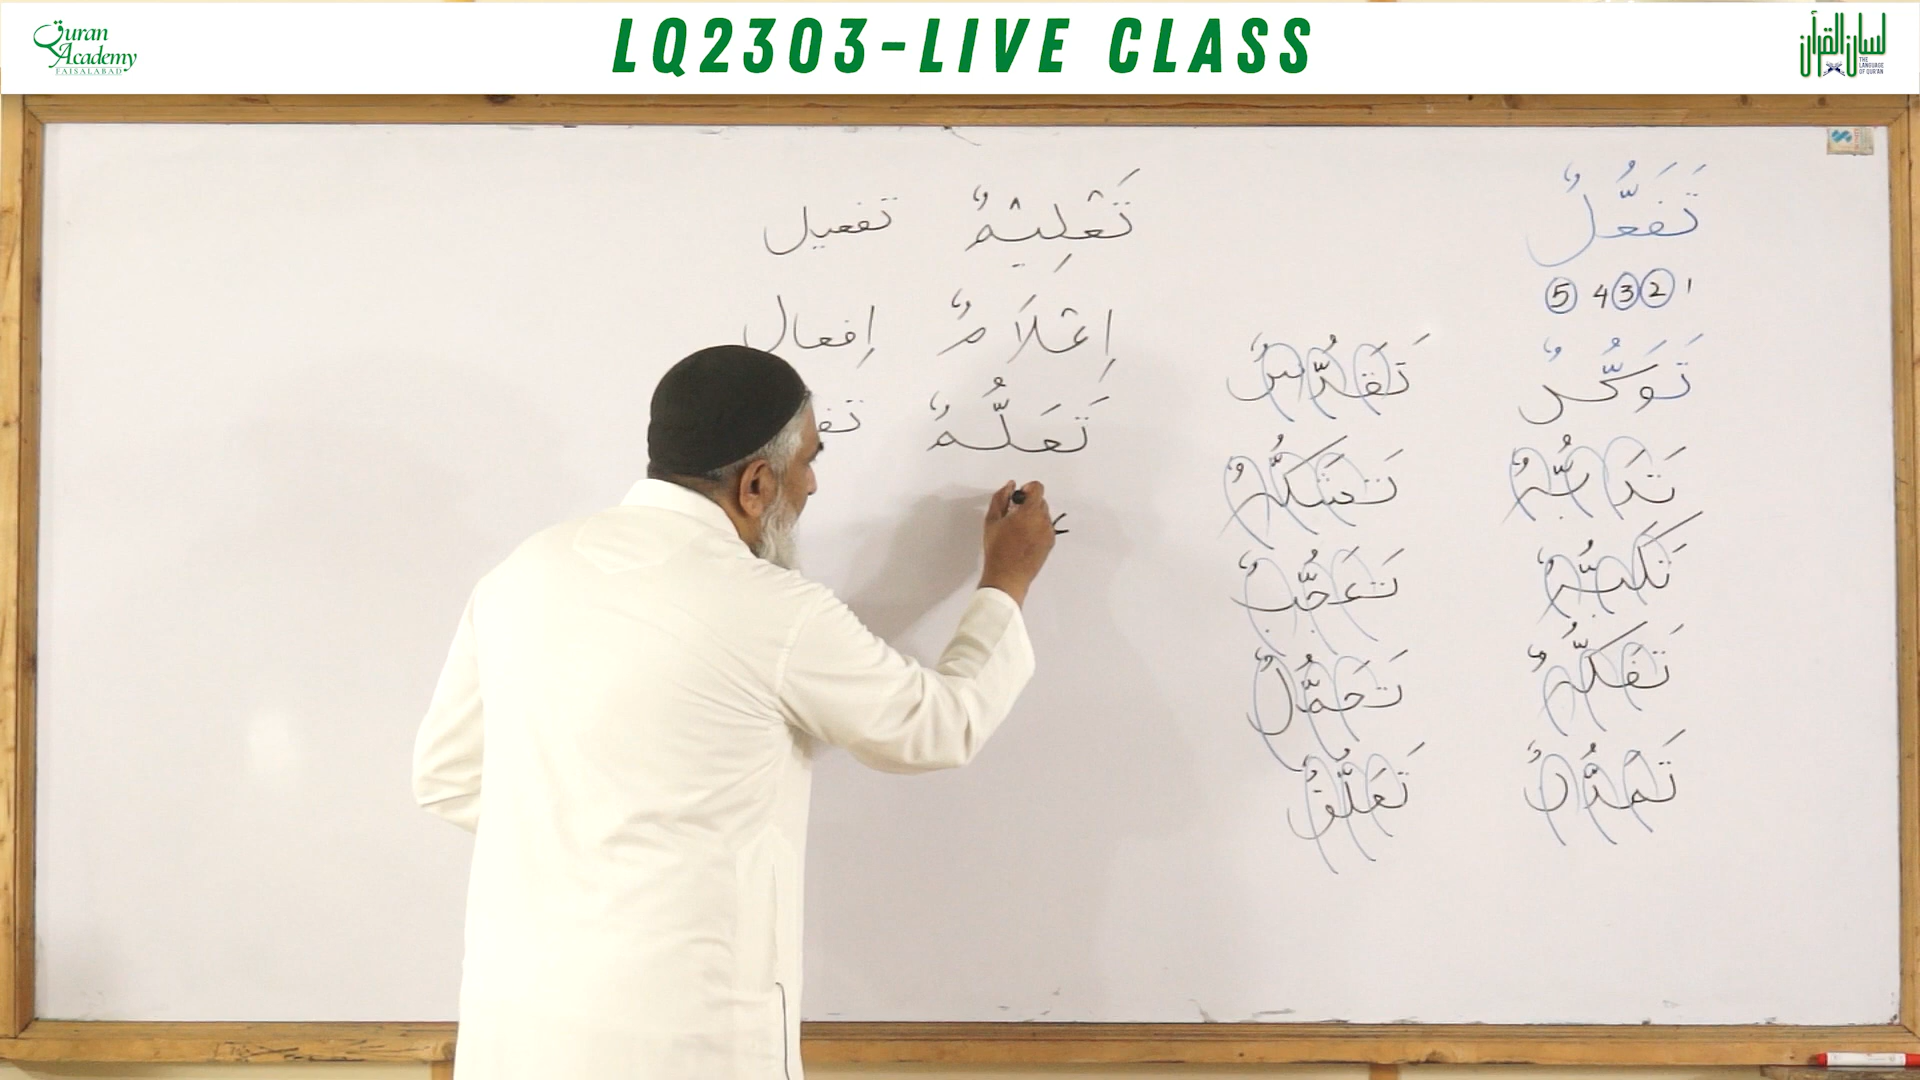 Quran Academy
FAISALABAD
LQ2303-LIVE CLASS
لسان القرآن
THE LANGUAGE OF QUR'AN
تَفَعُّلٌ
1 2 3 4 5
تَوَكُّلٌ
تَدَبُّرٌ
تَكَبُّرٌ
تَفَكُّرٌ
تَمَدُّدٌ
تَقَدُّسٌ
تَشَكُّرٌ
تَعَجُّبٌ
تَحَمُّلٌ
تَعَلُّقٌ
تَعْلِيْمٌ تفعيل
إِعْلَامٌ إفعال
تَعَلُّمٌ